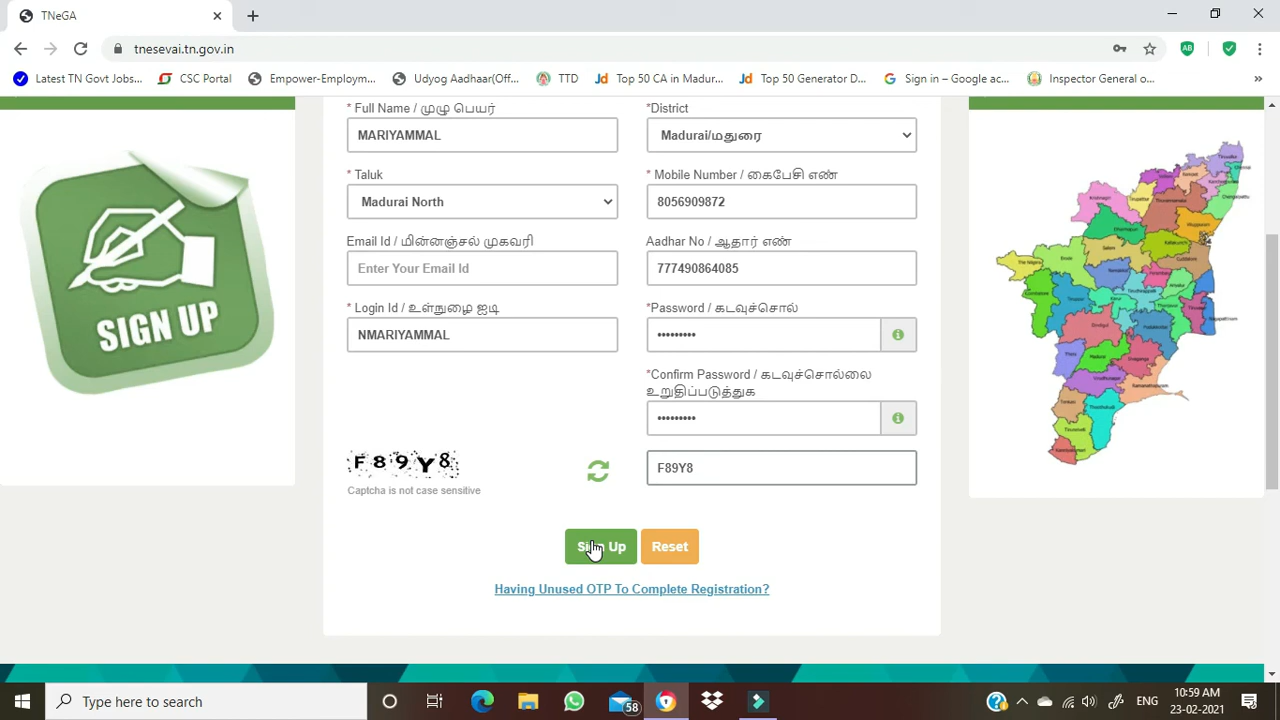 TNeGA
tnesevai.tn.gov.in
Latest TN Govt Jobs...
CSC Portal
Empower-Employm...
Udyog Aadhaar(Offi...
TTD
Top 50 CA in Madur...
Top 50 Generator D...
Sign in – Google ac...
Inspector General o...
* Full Name / முழு பெயர்
*District
MARIYAMMAL
Madurai/மதுரை
* Taluk
* Mobile Number / கைபேசி எண்
Madurai North
8056909872
Email Id / மின்னஞ்சல் முகவரி
Aadhar No / ஆதார் எண்
Enter Your Email Id
777490864085
* Login Id / உள்நுழை ஐடி
*Password / கடவுச்சொல்
NMARIYAMMAL
SIGN UP
*Confirm Password / கடவுச்சொல்லை
உறுதிப்படுத்துக
F89Y8
F89Y8
Captcha is not case sensitive
Sign Up
Reset
Having Unused OTP To Complete Registration?
Type here to search
58
ENG
10:59 AM
23-02-2021